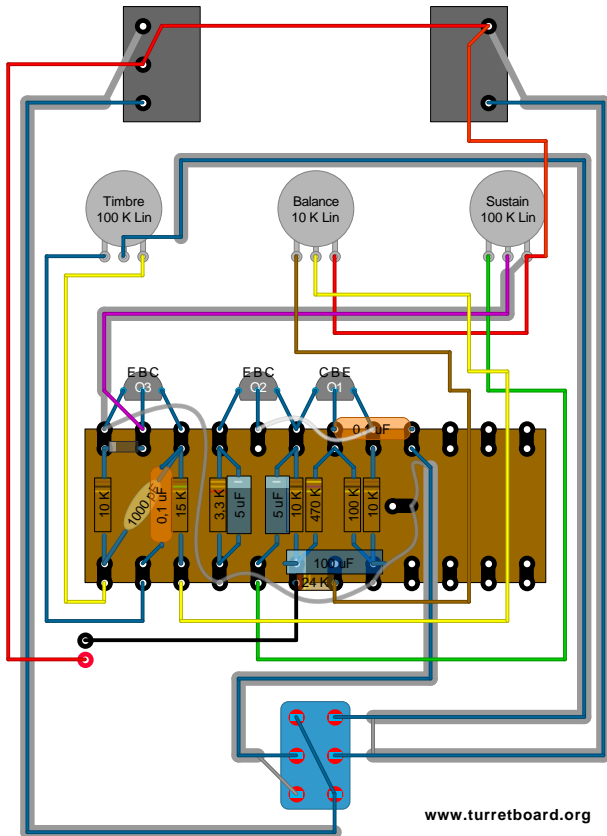 Timbre
100 K Lin
Balance
10 K Lin
Sustain
100 K Lin
E B C
Q3
E B C
Q2
C B E
Q1
10 K
1000 pF
0,1 uF
15 K
3,3 K
5 uF
5 uF
10 K
470 K
100 K
10 K
100 uF
24 K
www.turretboard.org